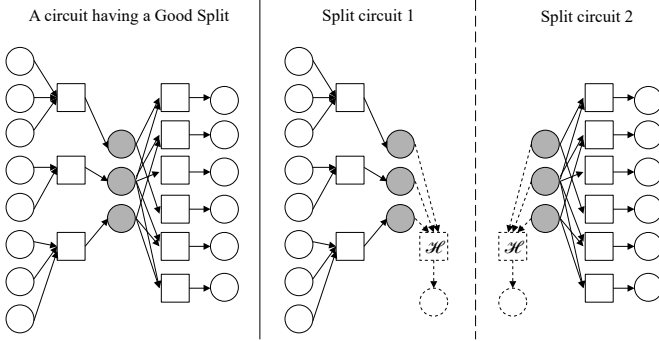 A circuit having a Good Split
Split circuit 1
Split circuit 2
ℋ
ℋ